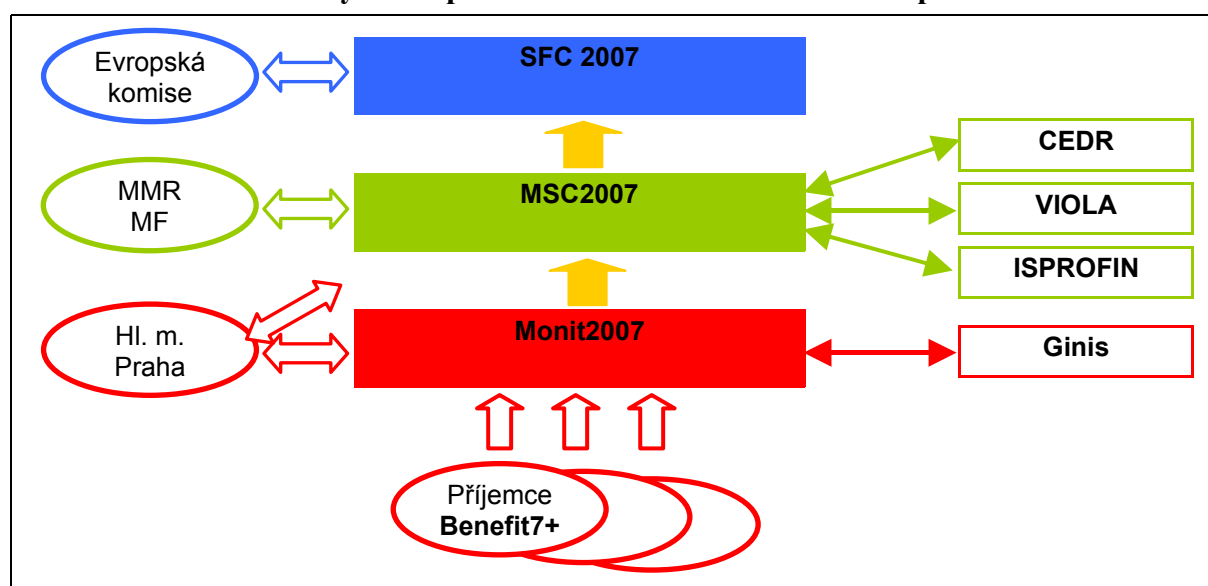 Evropská
komise
SFC 2007
MMR
MF
MSC2007
CEDR
VIOLA
ISPROFIN
Hl. m.
Praha
Monit2007
Ginis
Příjemce
Benefit7+